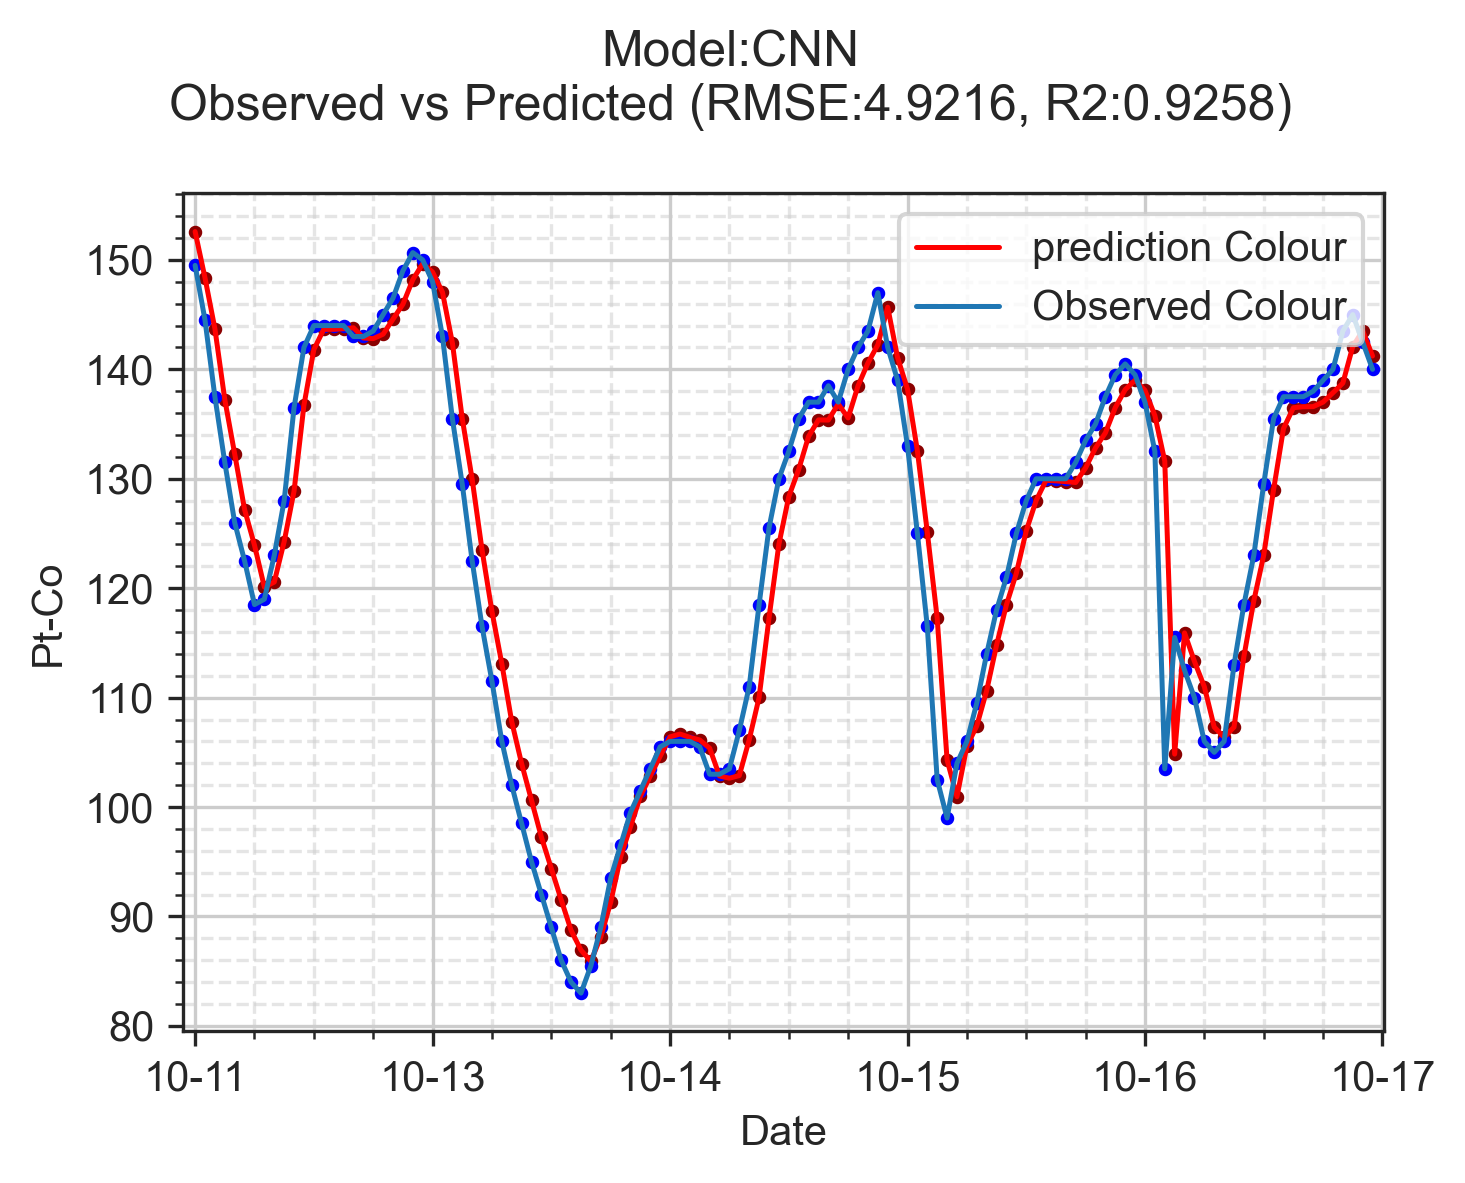 Model:CNN
Observed vs Predicted (RMSE:4.9216, R2:0.9258)
prediction Colour
Observed Colour
150
140
130
120
110
100
90
80
Pt-Co
10-11
10-13
10-14
10-15
10-16
10-17
Date